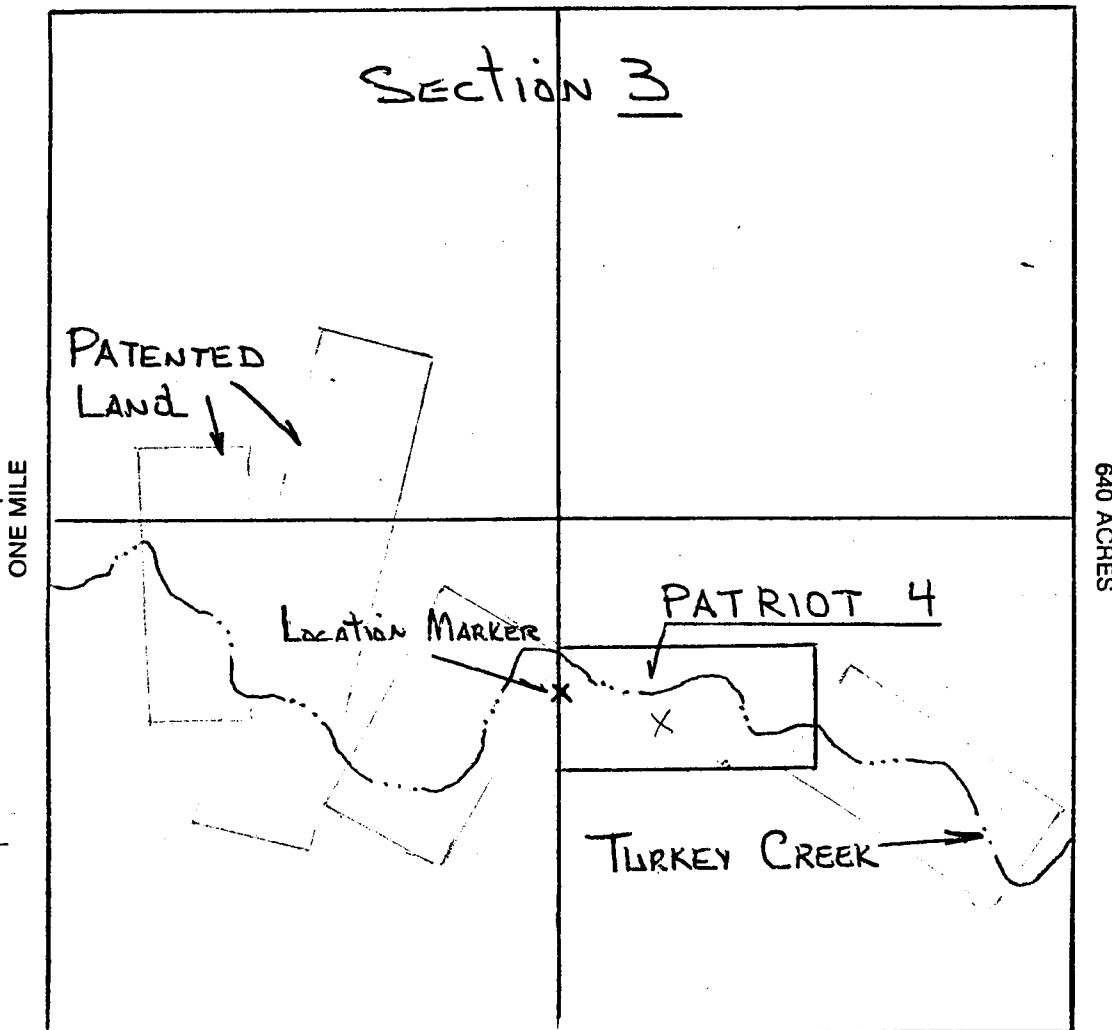 SECtiON 3
PATENTED
LANd
ONE MILE
640 ACRES
PATRIOT 4
LOCATION MARKER
X
X
TURKEY CREEK